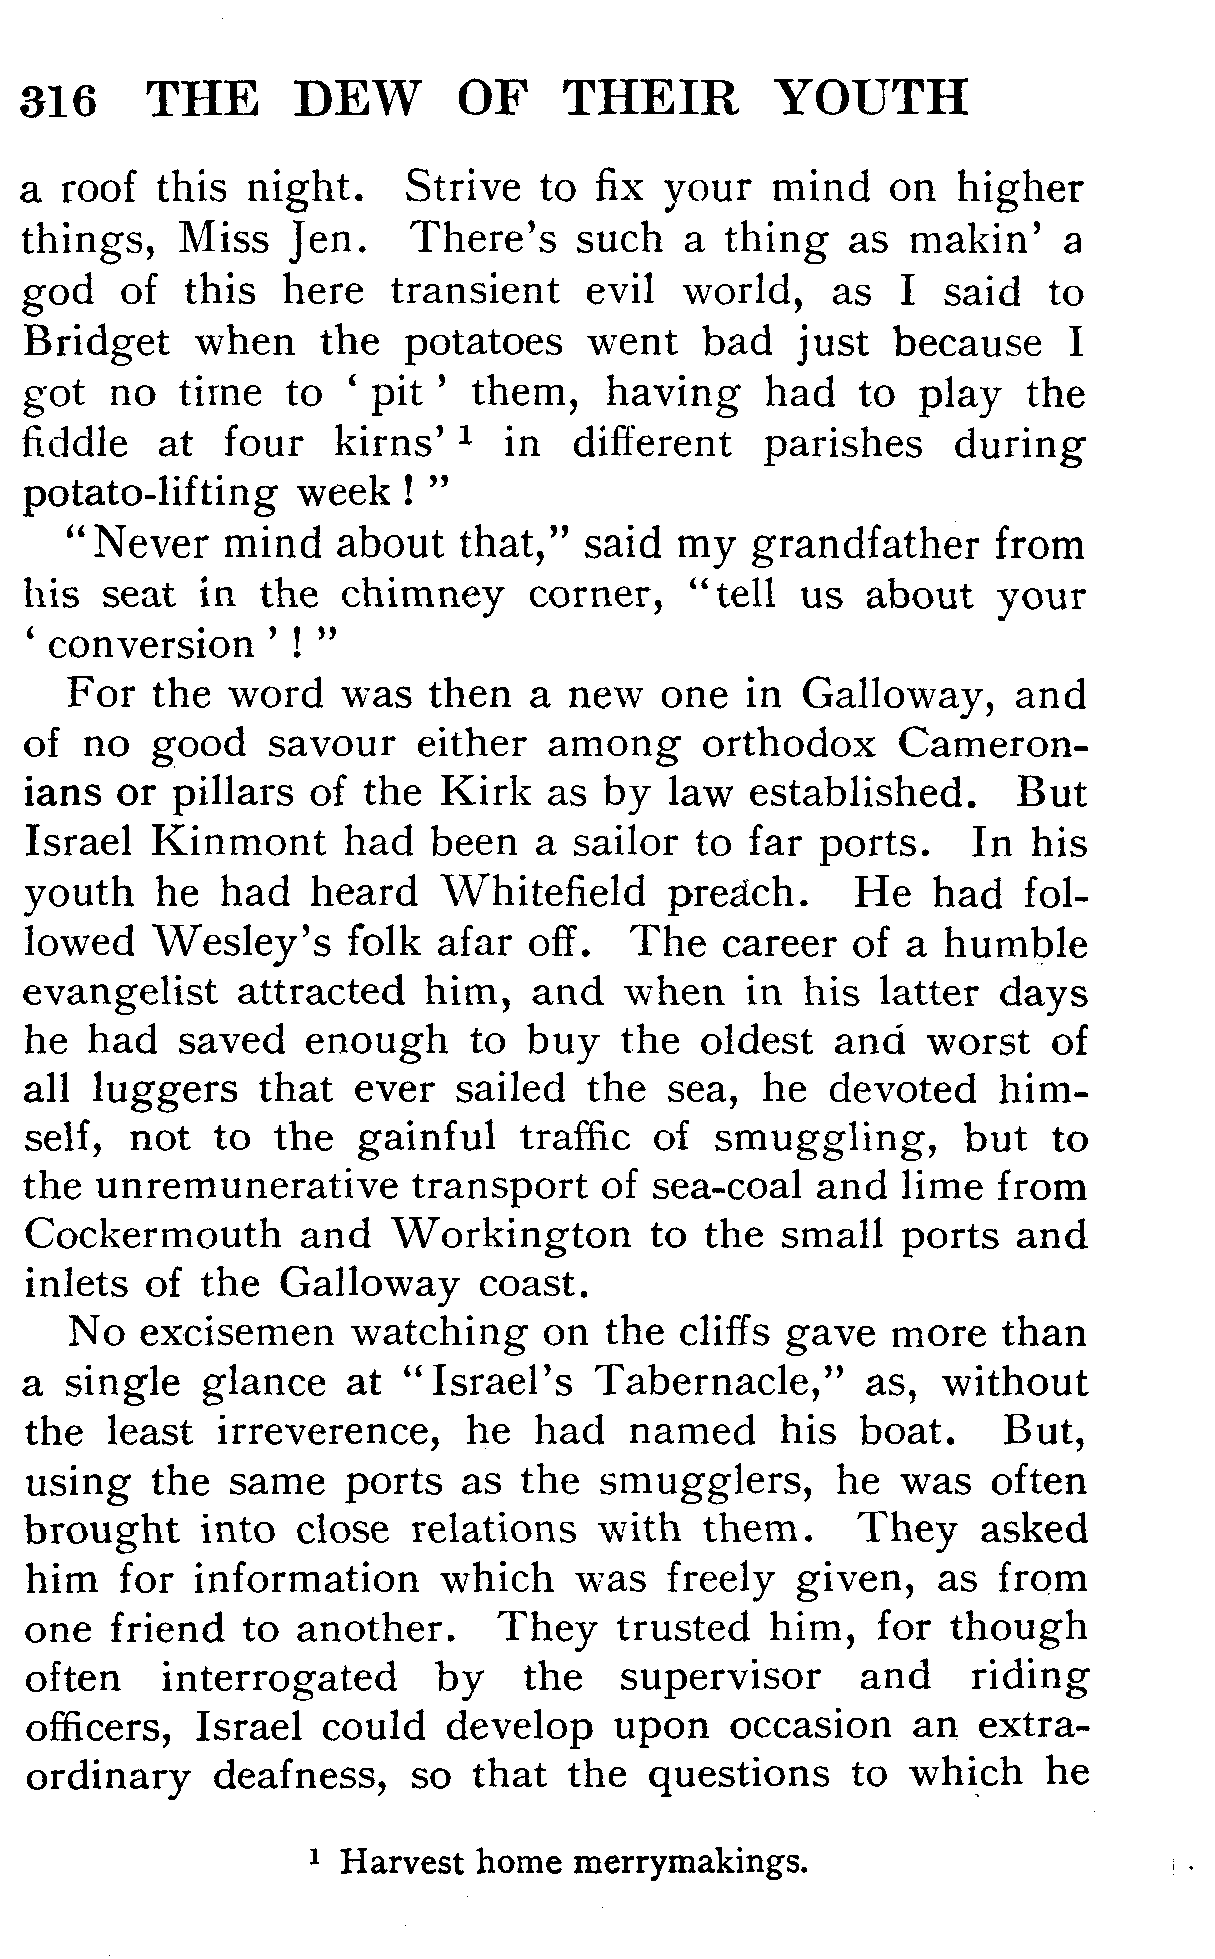 316 THE DEW OF THEIR YOUTH
a roof this night. Strive to fix your mind on higher
things, Miss Jen. There's such a thing as makin' a
god of this here transient evil world, as I said to
Bridget when the potatoes went bad just because I
got no time to ‘ pit ’ them, having had to play the
fiddle at four kirns’ ¹ in different parishes during
potato-lifting week ! ”
“Never mind about that,” said my grandfather from
his seat in the chimney corner, “tell us about your
‘ conversion ’ ! ”
For the word was then a new one in Galloway, and
of no good savour either among orthodox Cameron-
ians or pillars of the Kirk as by law established. But
Israel Kinmont had been a sailor to far ports. In his
youth he had heard Whitefield preach. He had fol-
lowed Wesley's folk afar off. The career of a humble
evangelist attracted him, and when in his latter days
he had saved enough to buy the oldest and worst of
all luggers that ever sailed the sea, he devoted him-
self, not to the gainful traffic of smuggling, but to
the unremunerative transport of sea-coal and lime from
Cockermouth and Workington to the small ports and
inlets of the Galloway coast.
No excisemen watching on the cliffs gave more than
a single glance at “Israel's Tabernacle,” as, without
the least irreverence, he had named his boat. But,
using the same ports as the smugglers, he was often
brought into close relations with them. They asked
him for information which was freely given, as from
one friend to another. They trusted him, for though
often interrogated by the supervisor and riding
officers, Israel could develop upon occasion an extra-
ordinary deafness, so that the questions to which he
¹ Harvest home merrymakings.